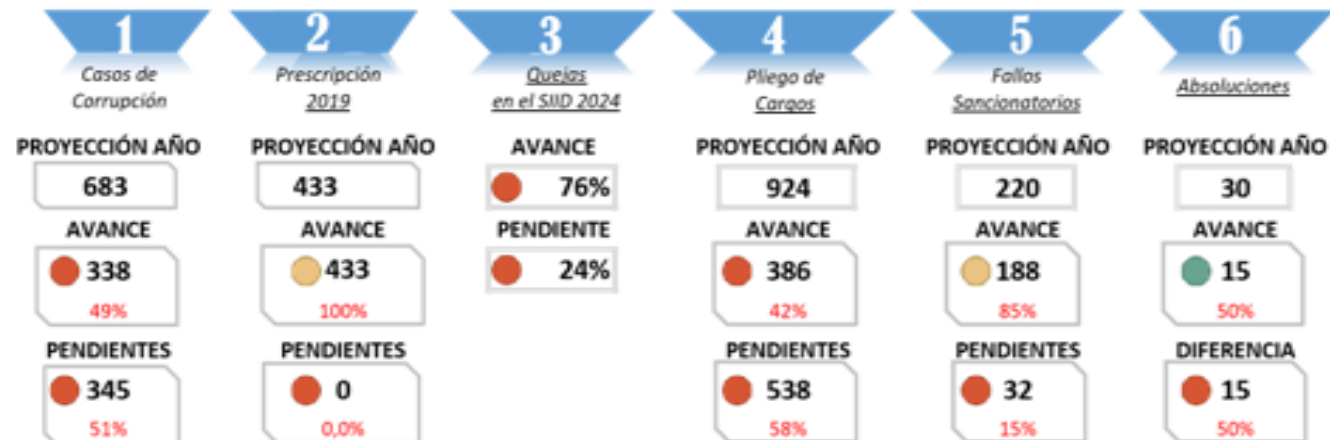 1 2 3 4 5 6
Casos de Corrupción
Prescripción 2019
Quejas en el SIID 2024
Pliego de Cargos
Fallos Sancionatorios
Absoluciones
PROYECCIÓN AÑO PROYECCIÓN AÑO AVANCE PROYECCIÓN AÑO PROYECCIÓN AÑO PROYECCIÓN AÑO
683 433 76% 924 220 30
AVANCE AVANCE PENDIENTE AVANCE AVANCE AVANCE
338 433 24% 386 188 15
49% 100% 42% 85% 50%
PENDIENTES PENDIENTES PENDIENTES PENDIENTES DIFERENCIA
345 0 538 32 15
51% 0,0% 58% 15% 50%